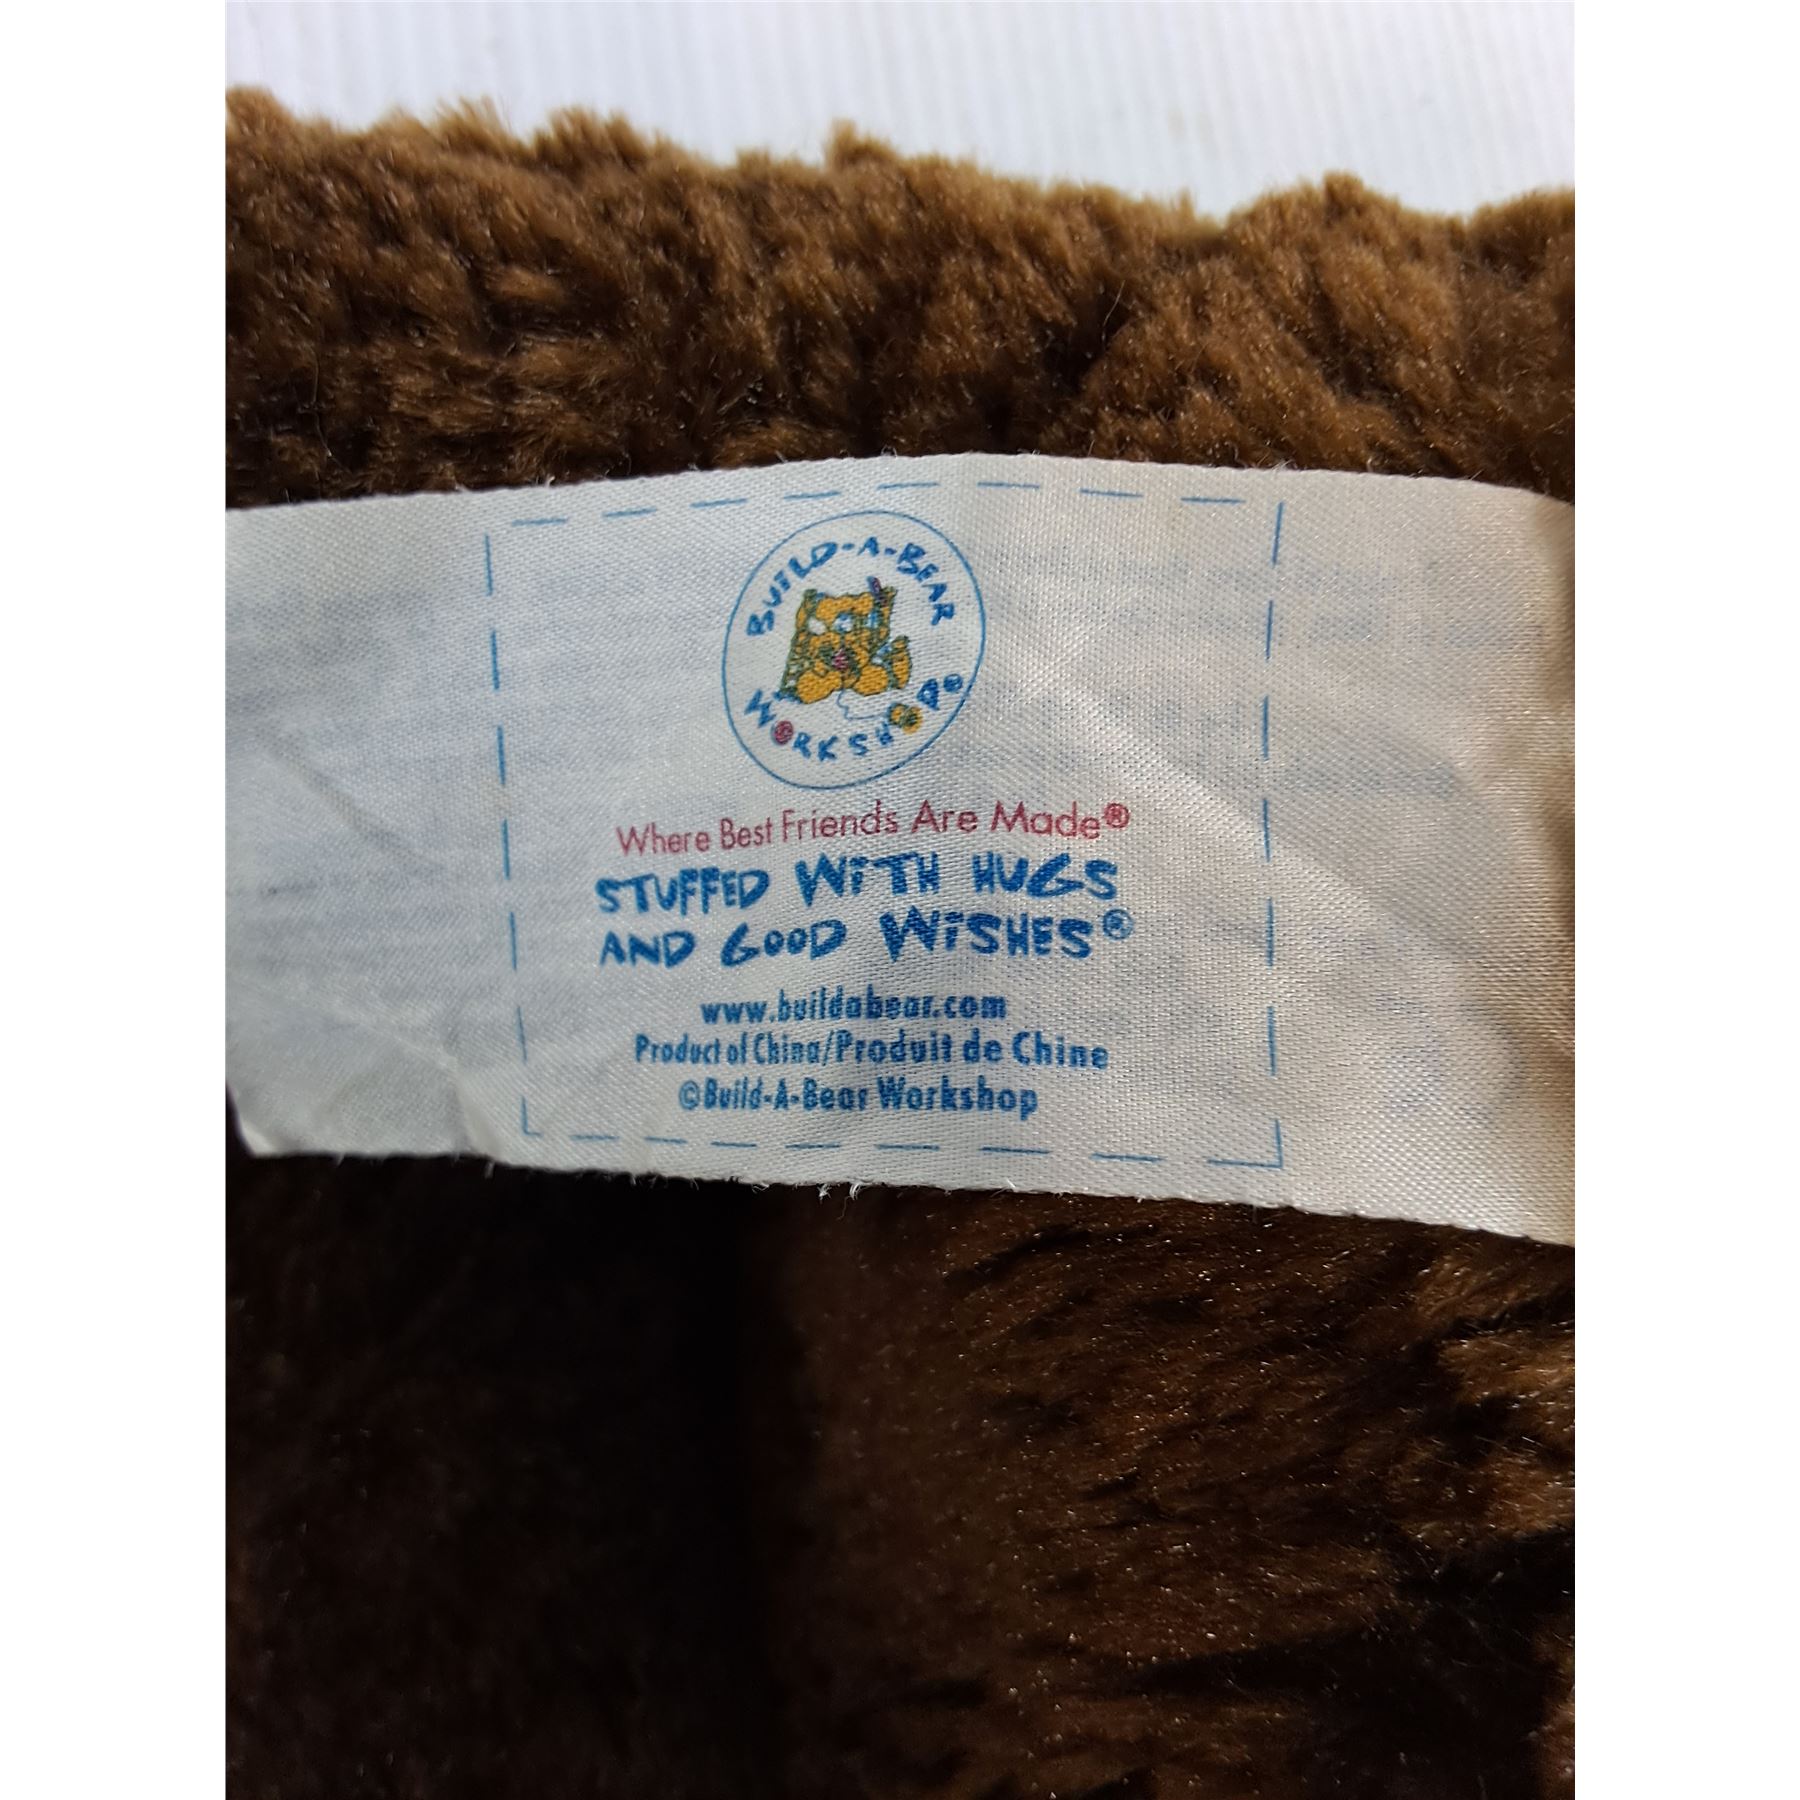 BUILD-A-BEAR
WORKSHOP®
Where Best Friends Are Made®
STUFFED WITH HUGS
AND GOOD WISHES®
www.buildabear.com
Product of China/Produit de Chine
©Build-A-Bear Workshop